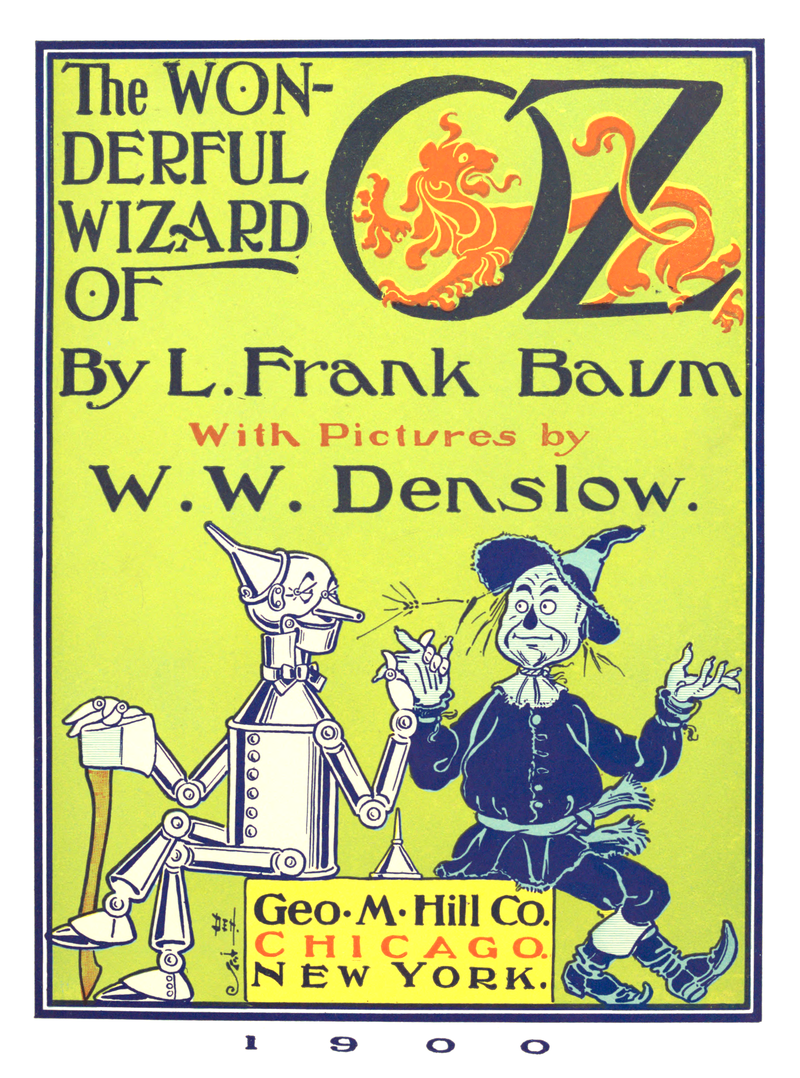 The WON-
DERFUL
WIZARD
OF
OZ
By L. Frank Baum
With Pictures by
W. W. Denslow.
Geo. M. Hill Co.
CHICAGO.
NEW YORK.
1900